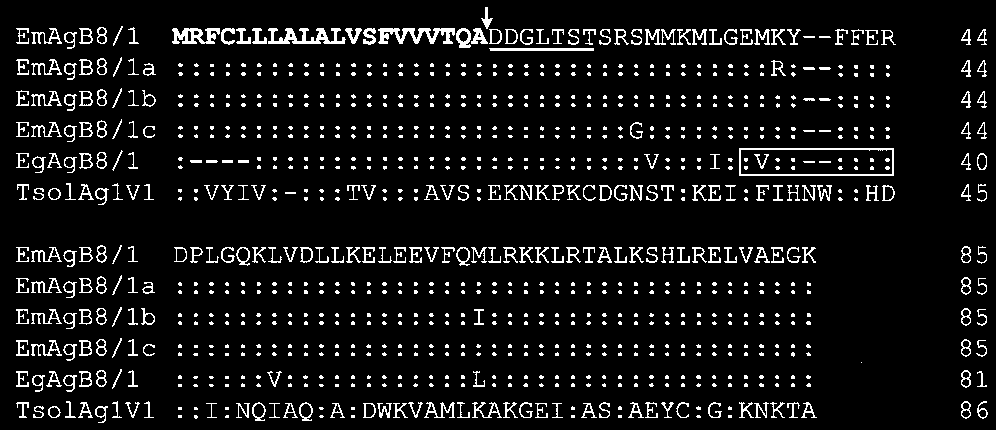 EmAgB8/1 MRFCLLLALALVSFVVVTQADDGLTSTSRSMMKMLGEMKY--FFER 44
EmAgB8/1a ::::::::::::::::::::::::::::::::::::::R:--:::: 44
EmAgB8/1b ::::::::::::::::::::::::::::::::::::::::--:::: 44
EmAgB8/1c :::::::::::::::::::::::::::::G::::::::::--:::: 44
EgAgB8/1 :----:::::::::::::::::::::::::V:::I::V::--:::: 40
TsolAg1V1 ::VYIV:-:::TV:::AVS:EKNKPKCDGNST:KEI:FIHNW::HD 45
EmAgB8/1 DPLGQKLVDLLKELEEVFQMLRKKLRTALKSHLRELVAEGK 85
EmAgB8/1a ::::::::::::::::::::::::::::::::::::::::: 85
EmAgB8/1b :::::::::::::::::::I::::::::::::::::::::: 85
EmAgB8/1c ::::::::::::::::::::::::::::::::::::::::: 85
EgAgB8/1 ::::::V::::::::::::L::::::::::::::::::::: 81
TsolAg1V1 ::I:NQIAQ:A:DWKVAMLKAKGEI:AS:AEYC:G:KNKTA 86